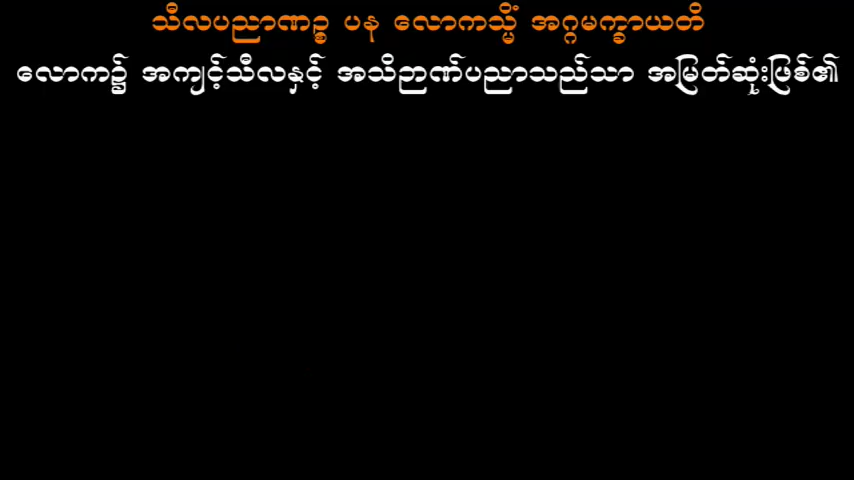 သီလပညာဏဉ္စ ပန လောကသ္မိံ အဂ္ဂမက္ခာယတိ
လောက၌ အကျင့်သီလနှင့် အသိဉာဏ်ပညာသည်သာ အမြတ်ဆုံးဖြစ်၏